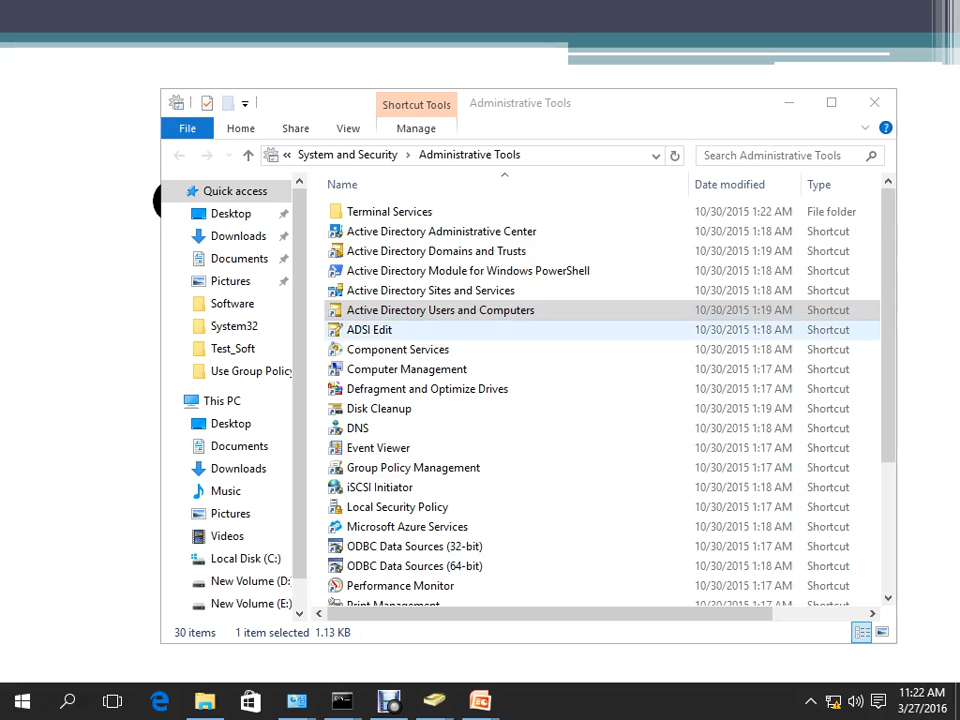 Shortcut Tools Administrative Tools
File Home Share View Manage
« System and Security › Administrative Tools Search Administrative Tools
Name Date modified Type
Quick access
Desktop
Downloads
Documents
Pictures
Software
System32
Test_Soft
Use Group Policy
This PC
Desktop
Documents
Downloads
Music
Pictures
Videos
Local Disk (C:)
New Volume (D:
New Volume (E:)
Terminal Services 10/30/2015 1:22 AM File folder
Active Directory Administrative Center 10/30/2015 1:18 AM Shortcut
Active Directory Domains and Trusts 10/30/2015 1:19 AM Shortcut
Active Directory Module for Windows PowerShell 10/30/2015 1:18 AM Shortcut
Active Directory Sites and Services 10/30/2015 1:18 AM Shortcut
Active Directory Users and Computers 10/30/2015 1:19 AM Shortcut
ADSI Edit 10/30/2015 1:18 AM Shortcut
Component Services 10/30/2015 1:18 AM Shortcut
Computer Management 10/30/2015 1:17 AM Shortcut
Defragment and Optimize Drives 10/30/2015 1:17 AM Shortcut
Disk Cleanup 10/30/2015 1:19 AM Shortcut
DNS 10/30/2015 1:18 AM Shortcut
Event Viewer 10/30/2015 1:17 AM Shortcut
Group Policy Management 10/30/2015 1:17 AM Shortcut
iSCSI Initiator 10/30/2015 1:18 AM Shortcut
Local Security Policy 10/30/2015 1:17 AM Shortcut
Microsoft Azure Services 10/30/2015 1:18 AM Shortcut
ODBC Data Sources (32-bit) 10/30/2015 1:17 AM Shortcut
ODBC Data Sources (64-bit) 10/30/2015 1:18 AM Shortcut
Performance Monitor 10/30/2015 1:17 AM Shortcut
Print Management 10/30/2015 1:17 AM Shortcut
30 items 1 item selected 1.13 KB
11:22 AM
3/27/2016